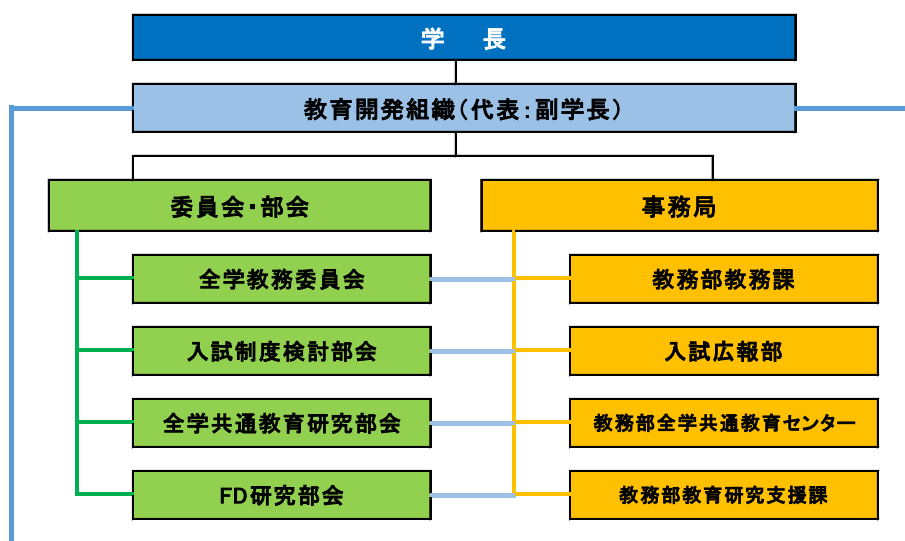 学 長
教育開発組織(代表:副学長)
委員会・部会
事務局
全学教務委員会
教務部教務課
入試制度検討部会
入試広報部
全学共通教育研究部会
教務部全学共通教育センター
FD研究部会
教務部教育研究支援課